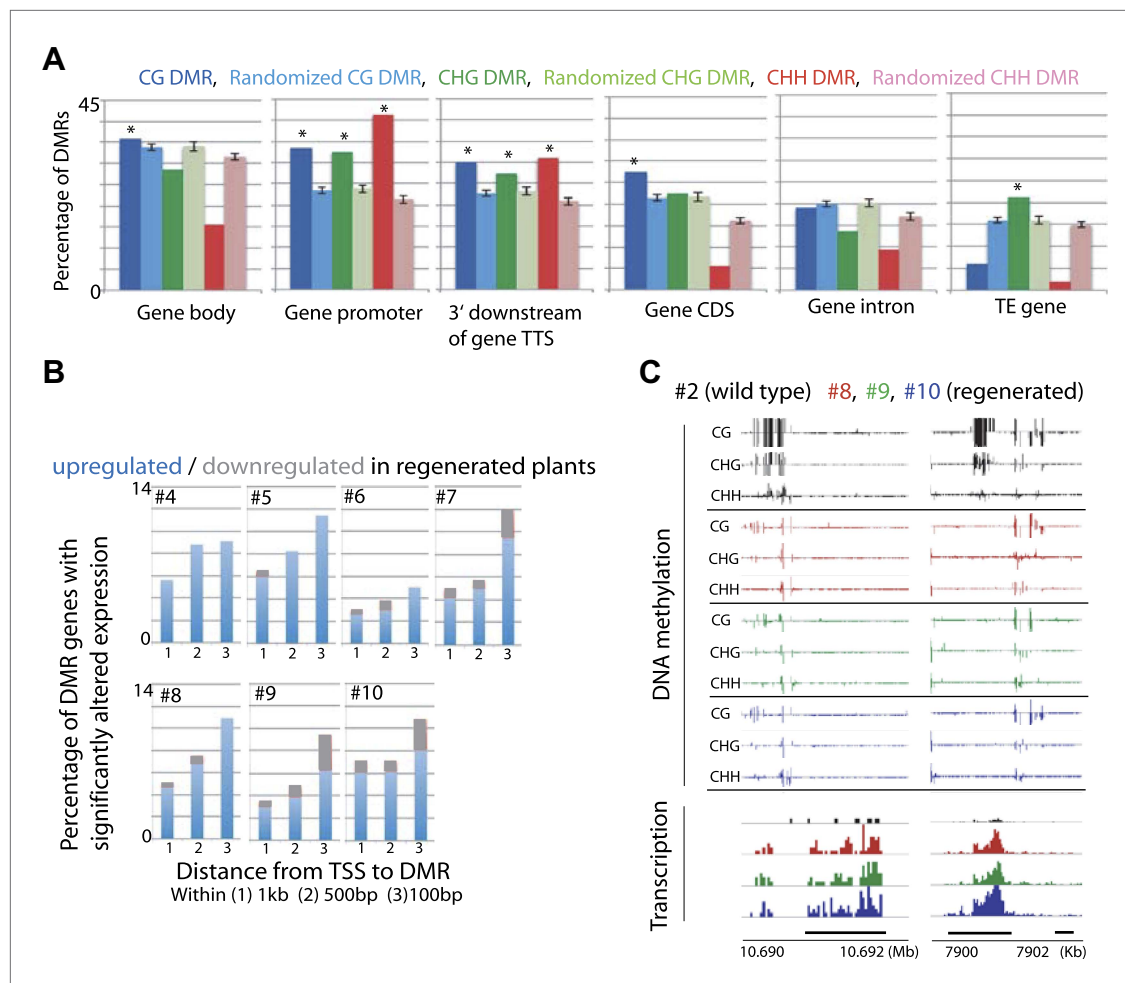 A
CG DMR, Randomized CG DMR, CHG DMR, Randomized CHG DMR, CHH DMR, Randomized CHH DMR
Percentage of DMRs
45
0
* * * * * * * * *
Gene body
Gene promoter
3' downstream
of gene TTS
Gene CDS
Gene intron
TE gene
B
upregulated / downregulated in regenerated plants
Percentage of DMR genes with
significantly altered expression
14
0
#4 #5 #6 #7
1 2 3 1 2 3 1 2 3 1 2 3
14
0
#8 #9 #10
1 2 3 1 2 3 1 2 3
Distance from TSS to DMR
Within (1) 1kb (2) 500bp (3)100bp
C
#2 (wild type) #8, #9, #10 (regenerated)
DNA methylation
CG
CHG
CHH
CG
CHG
CHH
CG
CHG
CHH
CG
CHG
CHH
Transcription
10.690 10.692 (Mb) 7900 7902 (Kb)